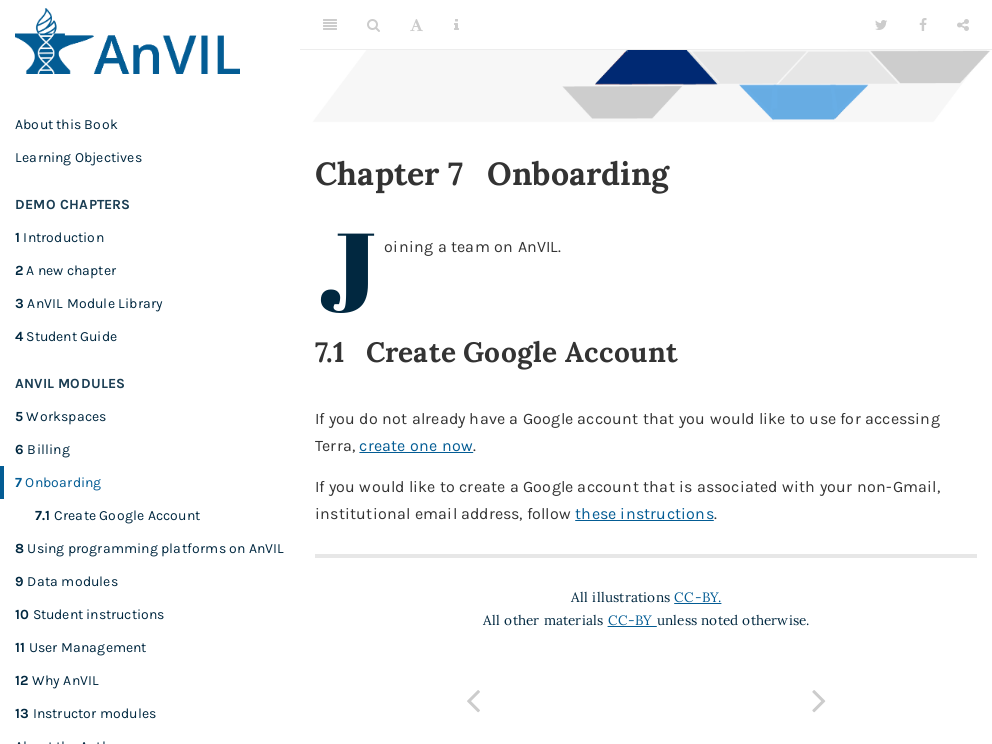 AnVIL
About this Book
Learning Objectives
DEMO CHAPTERS
1 Introduction
2 A new chapter
3 AnVIL Module Library
4 Student Guide
ANVIL MODULES
5 Workspaces
6 Billing
7 Onboarding
7.1 Create Google Account
8 Using programming platforms on AnVIL
9 Data modules
10 Student instructions
11 User Management
12 Why AnVIL
13 Instructor modules
Chapter 7 Onboarding
Joining a team on AnVIL.
7.1 Create Google Account
If you do not already have a Google account that you would like to use for accessing
Terra, create one now.
If you would like to create a Google account that is associated with your non-Gmail,
institutional email address, follow these instructions.
All illustrations CC-BY.
All other materials CC-BY unless noted otherwise.